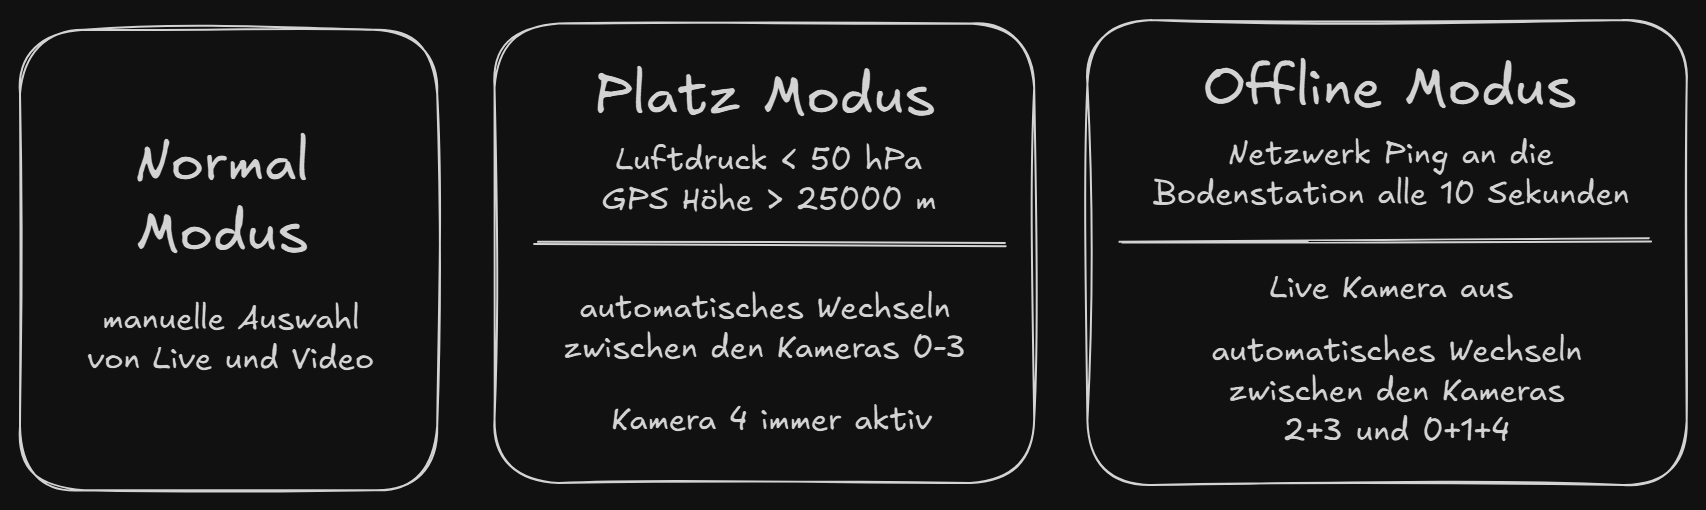 Normal
Modus
manuelle Auswahl
von Live und Video
Platz Modus
Luftdruck < 50 hPa
GPS Höhe > 25000 m
automatisches Wechseln
zwischen den Kameras 0-3
Kamera 4 immer aktiv
Offline Modus
Netzwerk Ping an die
Bodenstation alle 10 Sekunden
Live Kamera aus
automatisches Wechseln
zwischen den Kameras
2+3 und 0+1+4